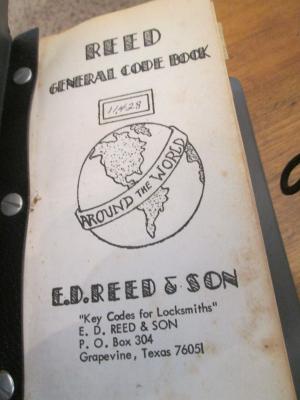 REED
GENERAL CODE BOOK
AROUND THE WORLD
E.D. REED & SON
"Key Codes for Locksmiths"
E. D. REED & SON
P. O. Box 304
Grapevine, Texas 76051